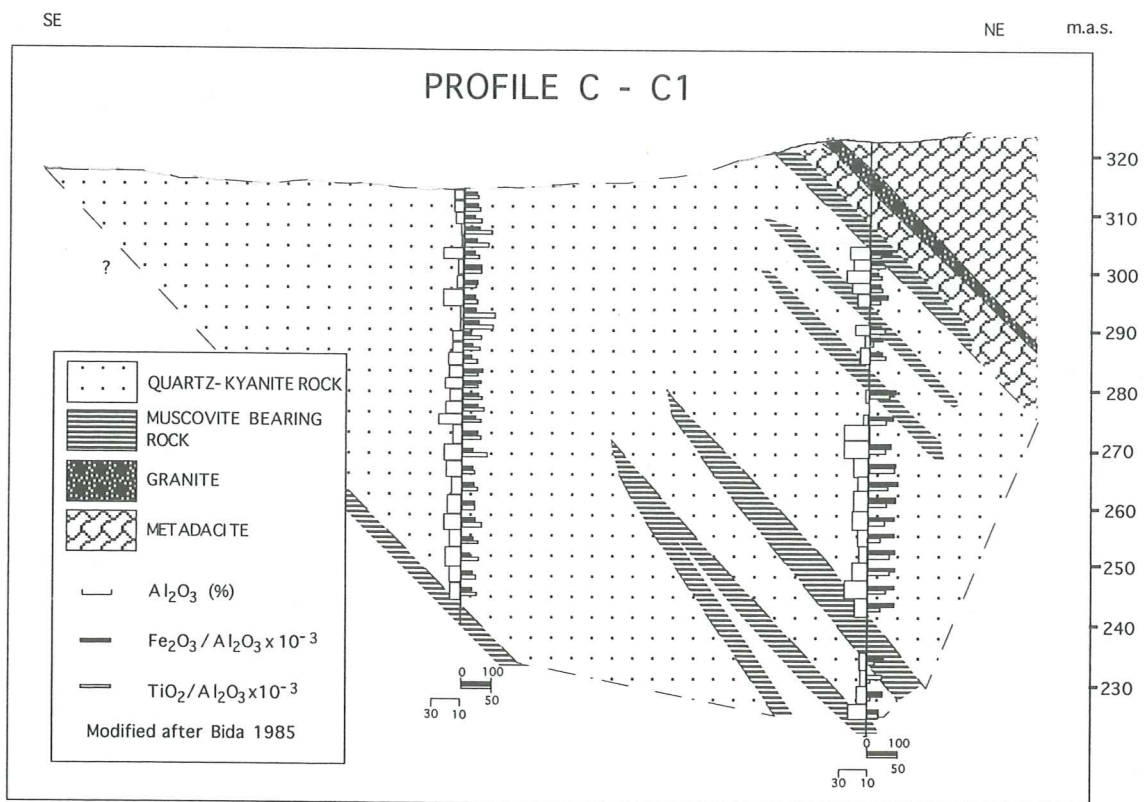 SE
NE m.a.s.
PROFILE C - C1
320
310
300
290
280
270
260
250
240
230
?
QUARTZ-KYANITE ROCK
MUSCOVITE BEARING
ROCK
GRANITE
METADACITE
Al₂O₃ (%)
Fe₂O₃ / Al₂O₃ x 10⁻³
TiO₂/Al₂O₃x10⁻³
Modified after Bida 1985
0 100
50
30 10
0 100
50
30 10